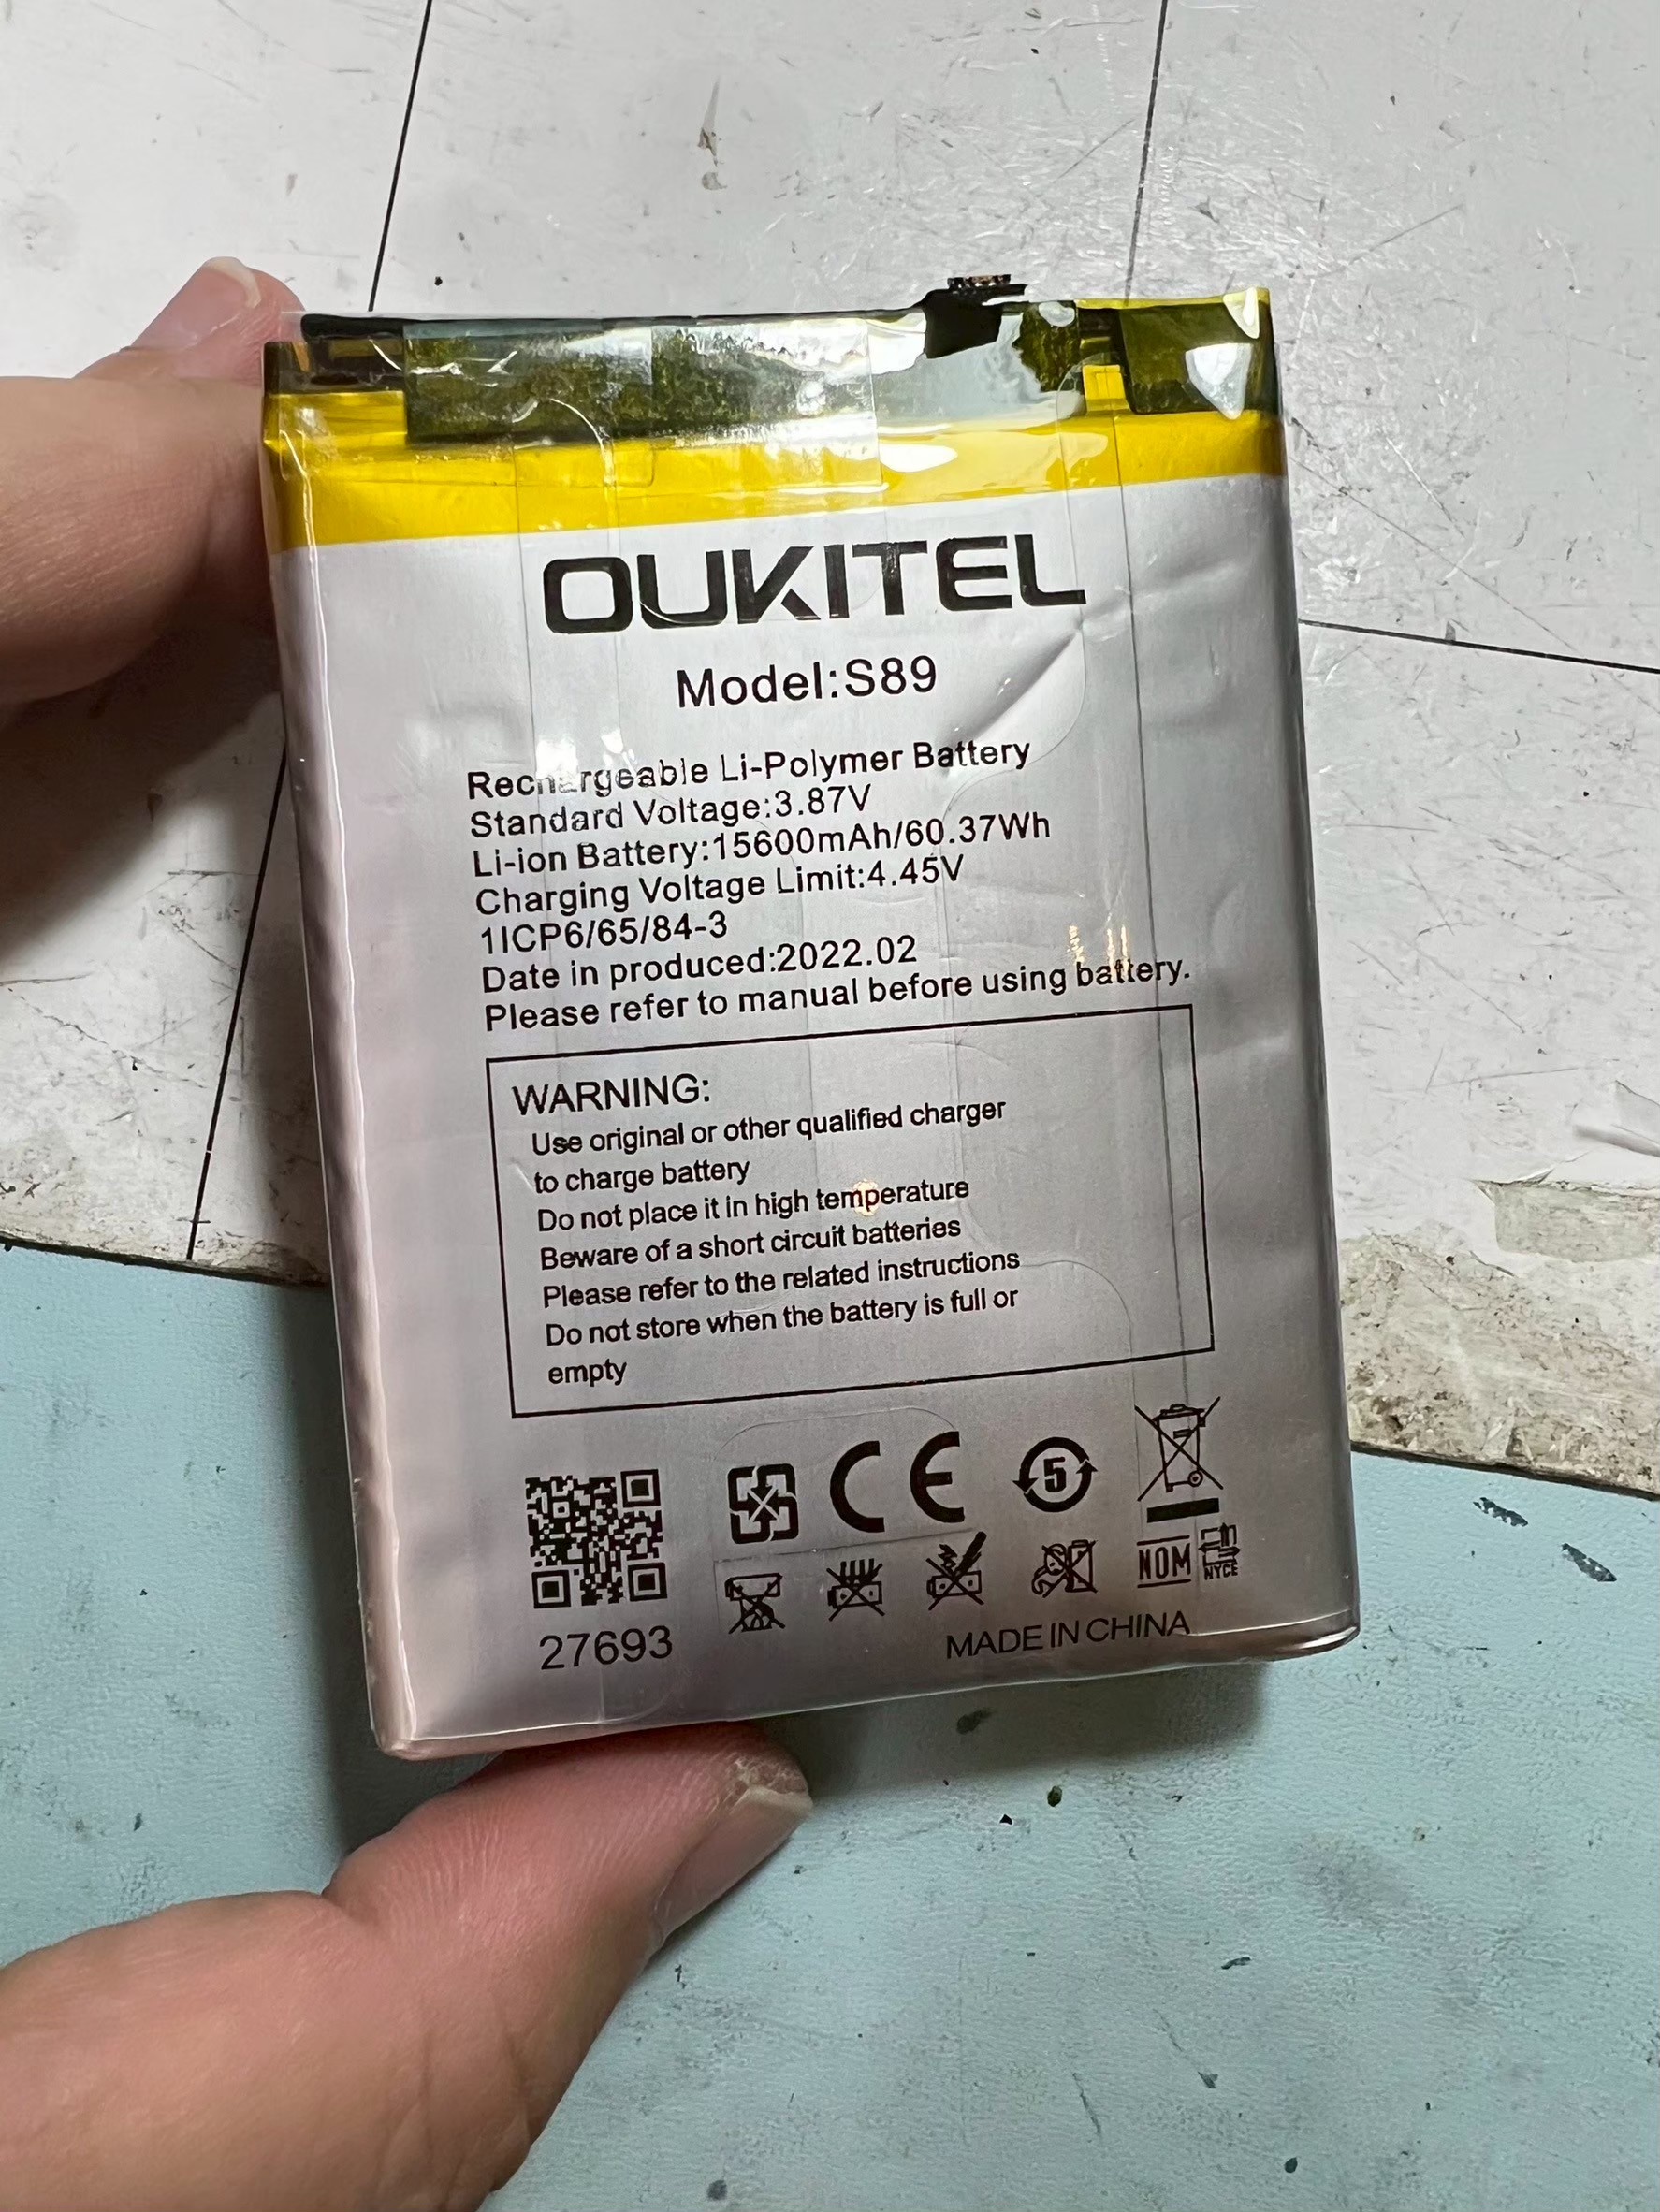 OUKITEL
Model:S89
Rechargeable Li-Polymer Battery
Standard Voltage:3.87V
Li-ion Battery:15600mAh/60.37Wh
Charging Voltage Limit:4.45V
1ICP6/65/84-3
Date in produced:2022.02
Please refer to manual before using battery.
WARNING:
Use original or other qualified charger
to charge battery
Do not place it in high temperature
Beware of a short circuit batteries
Please refer to the related instructions
Do not store when the battery is full or
empty
CE
5
NOM NYCE
27693
MADE IN CHINA